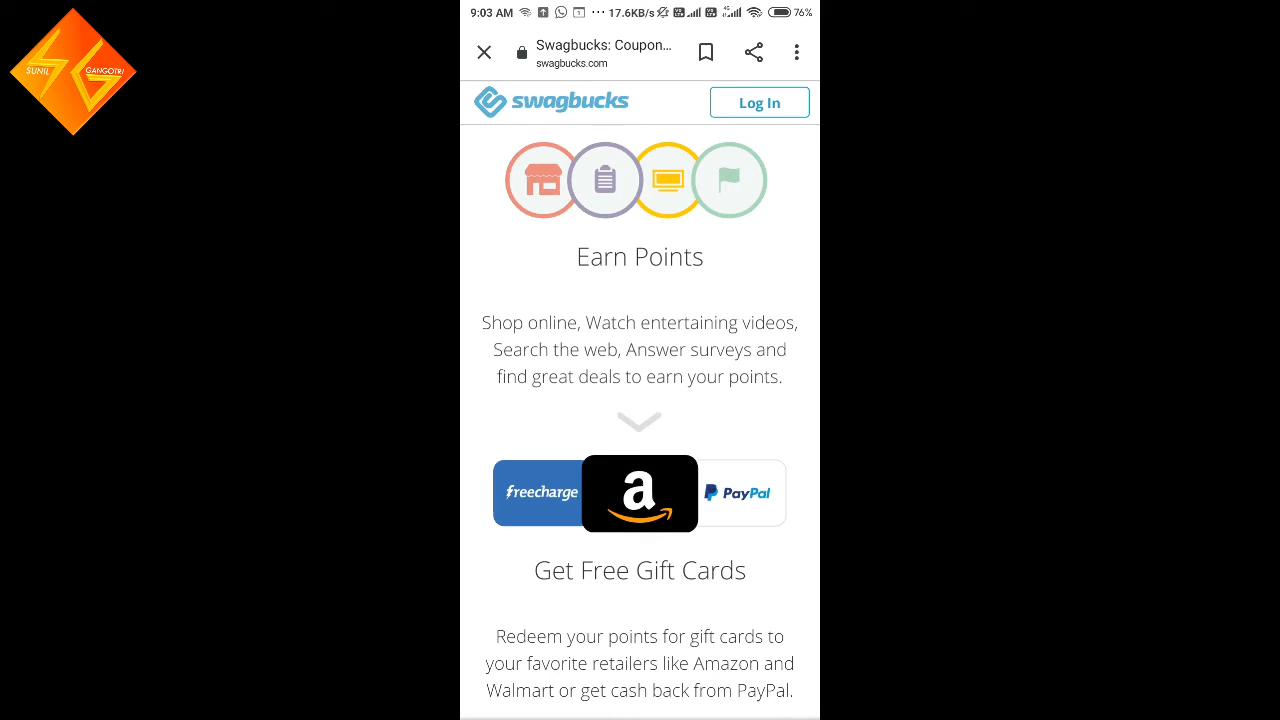 SUNIL
GANGOTRI
9:03 AM ... 17.6KB/s 76%
Swagbucks: Coupon...
swagbucks.com
swagbucks
Log In
Earn Points
Shop online, Watch entertaining videos,
Search the web, Answer surveys and
find great deals to earn your points.
freecharge
a
PayPal
Get Free Gift Cards
Redeem your points for gift cards to
your favorite retailers like Amazon and
Walmart or get cash back from PayPal.